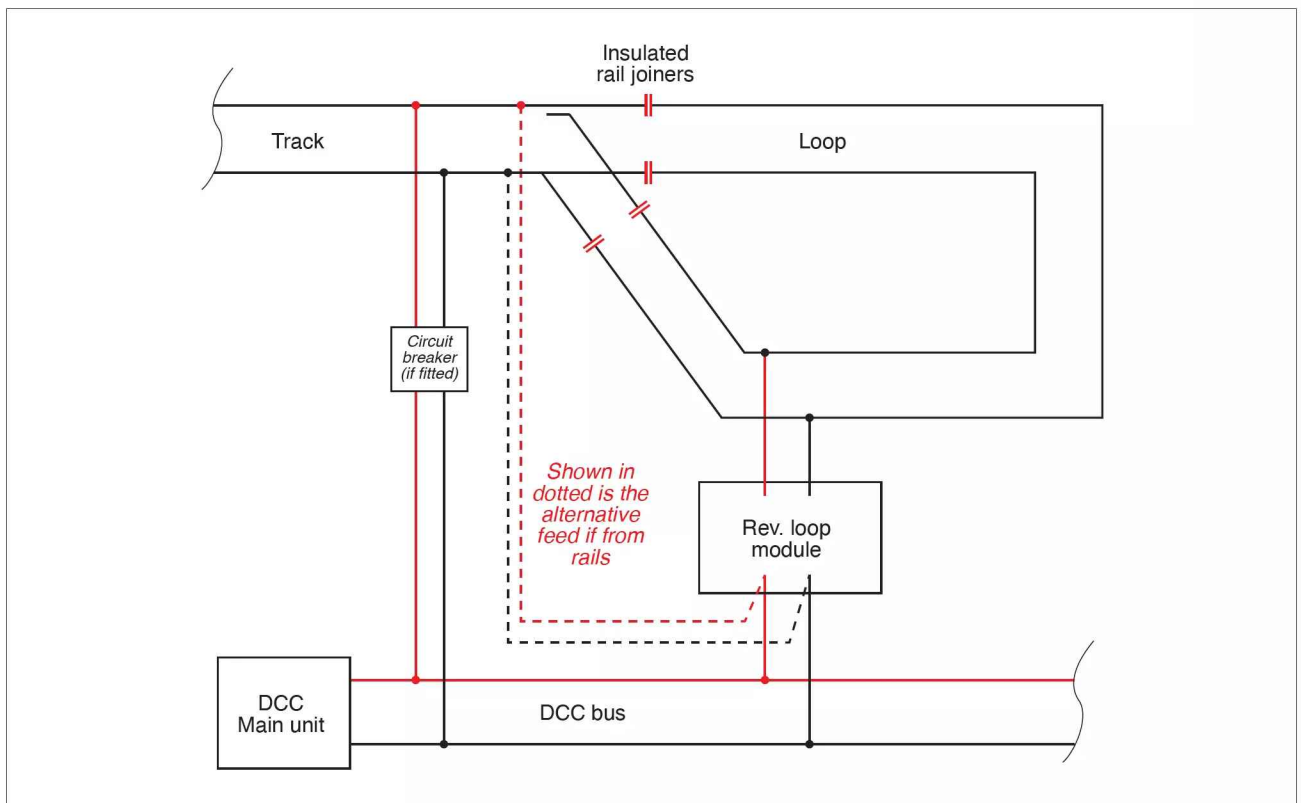 Insulated
rail joiners
Track
Loop
Circuit
breaker
(if fitted)
Shown in
dotted is the
alternative
feed if from
rails
Rev. loop
module
DCC
Main unit
DCC bus